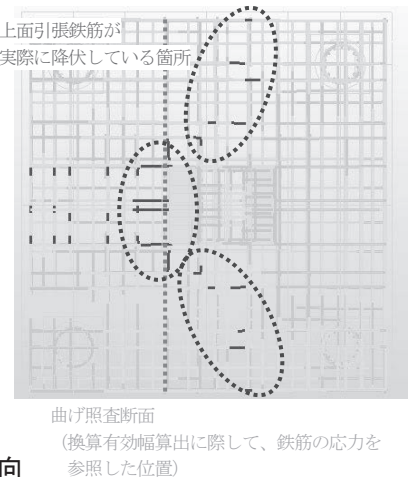 上面引張鉄筋が
実際に降伏している箇所
曲げ照査断面
（換算有効幅算出に際して、鉄筋の応力を
参照した位置）
向